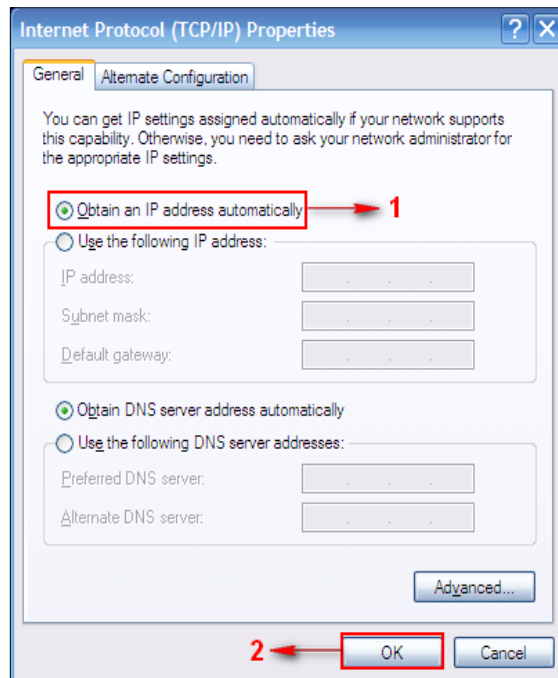 Internet Protocol (TCP/IP) Properties
General
Alternate Configuration
You can get IP settings assigned automatically if your network supports
this capability. Otherwise, you need to ask your network administrator for
the appropriate IP settings.
Obtain an IP address automatically
1
Use the following IP address:
IP address:
Subnet mask:
Default gateway:
Obtain DNS server address automatically
Use the following DNS server addresses:
Preferred DNS server:
Alternate DNS server:
Advanced...
2
OK
Cancel